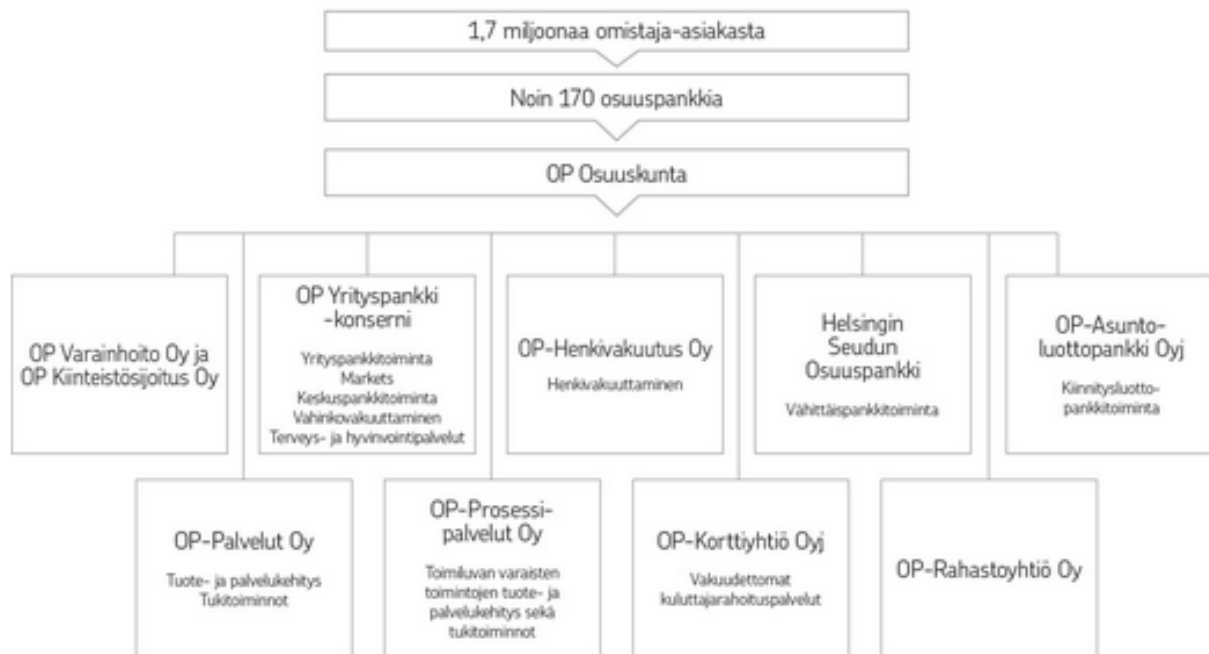 1,7 miljoonaa omistaja-asiakasta
Noin 170 osuuspankkia
OP Osuuskunta
OP Varainhoito Oy ja
OP Kiinteistösijoitus Oy
OP Yrityspankki
-konserni
Yrityspankkitoiminta
Markets
Keskuspankkitoiminta
Vahinkovakuuttaminen
Terveys- ja hyvinvointipalvelut
OP-Henkivakuutus Oy
Henkivakuuttaminen
Helsingin
Seudun
Osuuspankki
Vähittäispankkitoiminta
OP-Asunto-
luottopankki Oyj
Kiinnitysluotto-
pankkitoiminta
OP-Palvelut Oy
Tuote- ja palvelukehitys
Tukitoiminnot
OP-Prosessi-
palvelut Oy
Toimiluvan varaisten
toimintojen tuote- ja
palvelukehitys sekä
tukitoiminnot
OP-Korttiyhtiö Oyj
Vakuudettomat
kuluttajarahoituspalvelut
OP-Rahastoyhtiö Oy